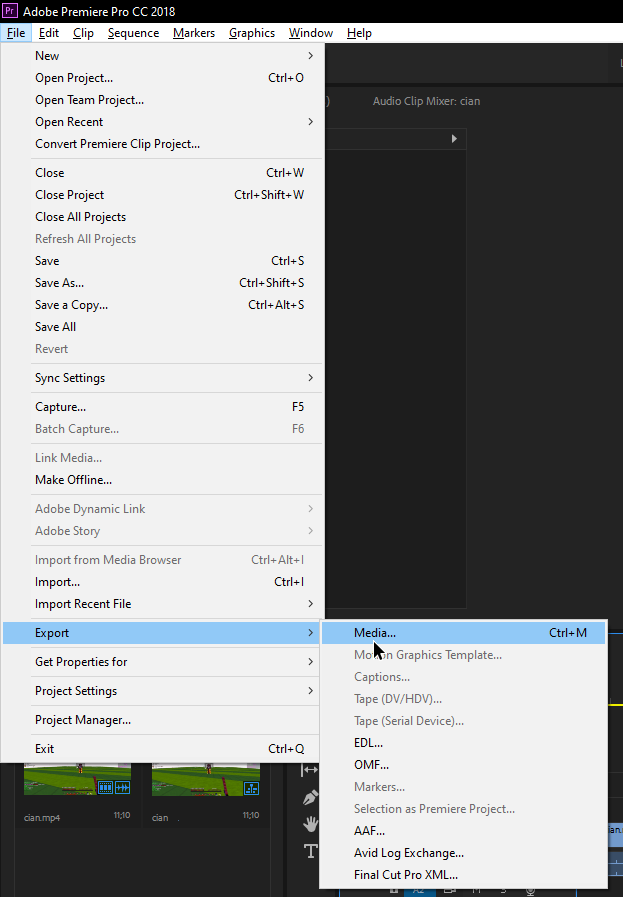 Pr Adobe Premiere Pro CC 2018
File Edit Clip Sequence Markers Graphics Window Help
New
Open Project... Ctrl+O
Open Team Project...
Open Recent
Convert Premiere Clip Project...
Audio Clip Mixer: cian
Close Ctrl+W
Close Project Ctrl+Shift+W
Close All Projects
Refresh All Projects
Save Ctrl+S
Save As... Ctrl+Shift+S
Save a Copy... Ctrl+Alt+S
Save All
Revert
Sync Settings
Capture... F5
Batch Capture... F6
Link Media...
Make Offline...
Adobe Dynamic Link
Adobe Story
Import from Media Browser Ctrl+Alt+I
Import... Ctrl+I
Import Recent File
Export
Get Properties for
Project Settings
Project Manager...
Exit Ctrl+Q
Media... Ctrl+M
Motion Graphics Template...
Captions...
Tape (DV/HDV)...
Tape (Serial Device)...
EDL...
OMF...
Markers...
Selection as Premiere Project...
AAF...
Avid Log Exchange...
Final Cut Pro XML...
cian.mp4 11;10
cian 11;10